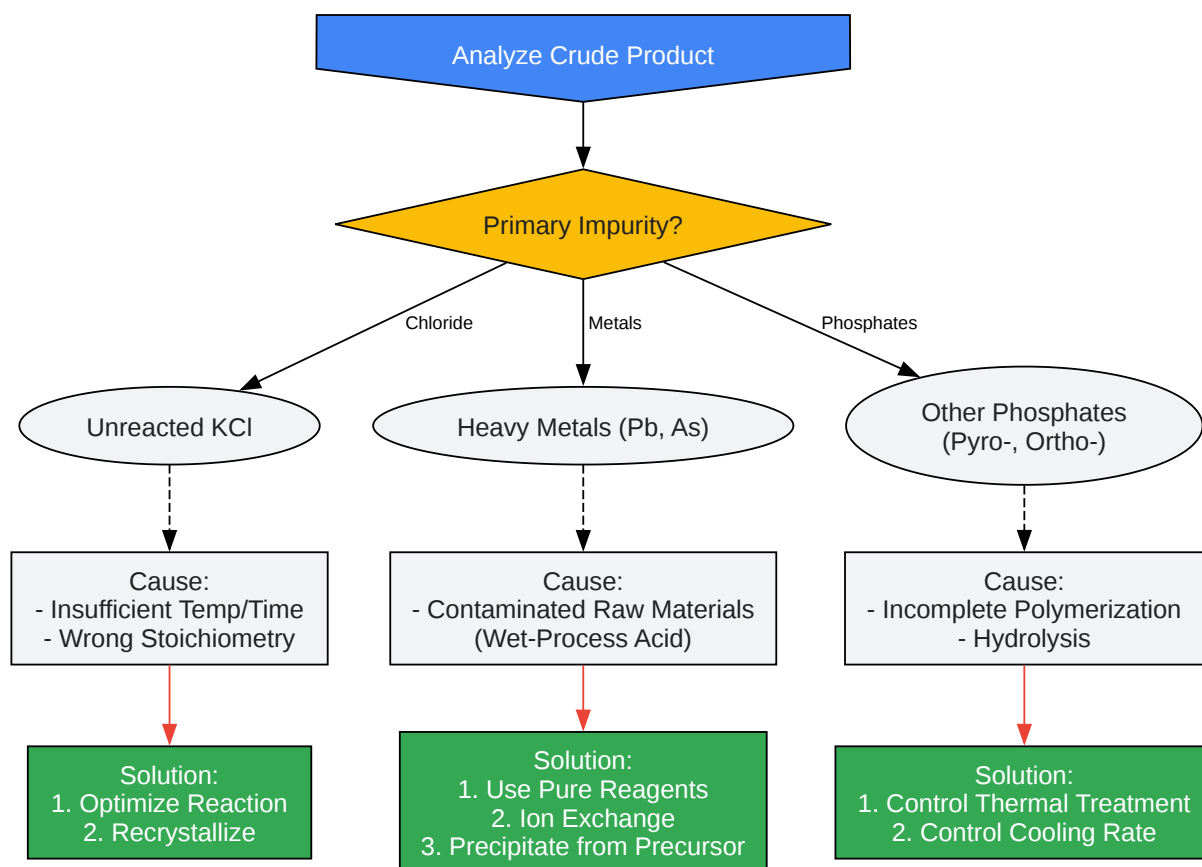 Analyze Crude Product
Primary Impurity?
Chloride
Metals
Phosphates
Unreacted KCl
Heavy Metals (Pb, As)
Other Phosphates
(Pyro-, Ortho-)
Cause:
- Insufficient Temp/Time
- Wrong Stoichiometry
Cause:
- Contaminated Raw Materials
(Wet-Process Acid)
Cause:
- Incomplete Polymerization
- Hydrolysis
Solution:
1. Optimize Reaction
2. Recrystallize
Solution:
1. Use Pure Reagents
2. Ion Exchange
3. Precipitate from Precursor
Solution:
1. Control Thermal Treatment
2. Control Cooling Rate